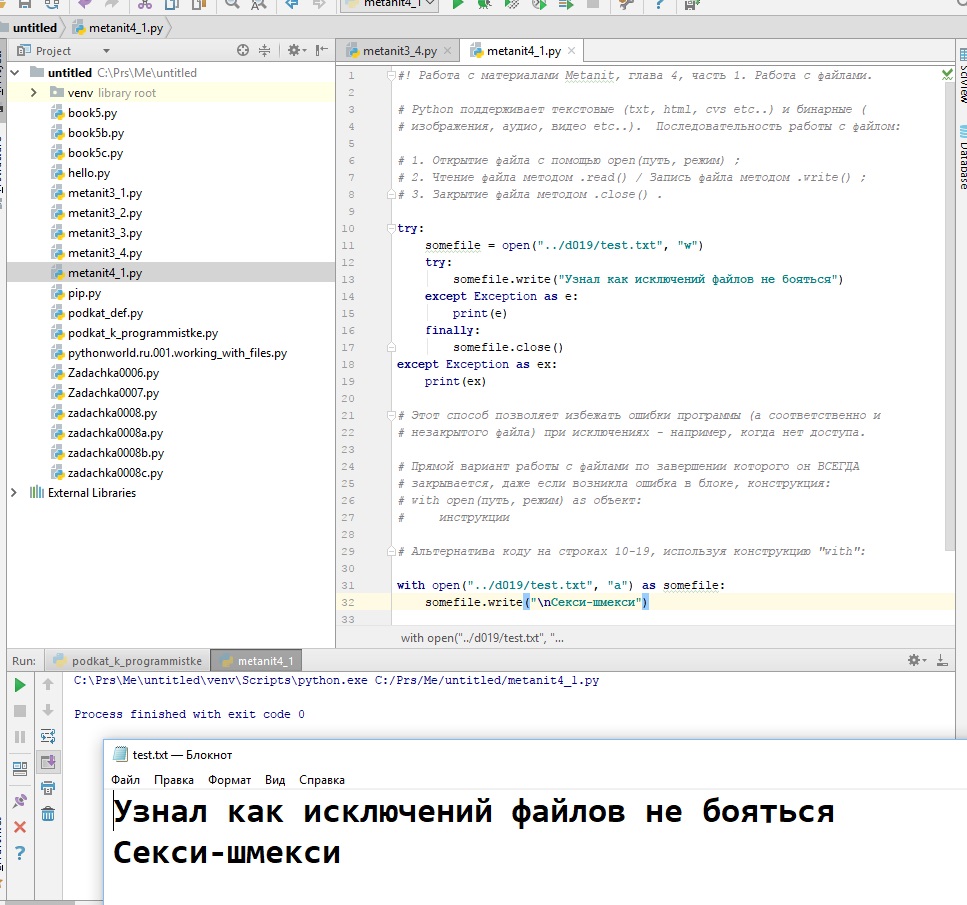 metanit4_1
untitled
metanit4_1.py
Project
metanit3_4.py
metanit4_1.py
untitled C:\Prs\Me\untitled
venv library root
book5.py
book5b.py
book5c.py
hello.py
metanit3_1.py
metanit3_2.py
metanit3_3.py
metanit3_4.py
metanit4_1.py
pip.py
podkat_def.py
podkat_k_programmistke.py
pythonworld.ru.001.working_with_files.py
Zadachka0006.py
Zadachka0007.py
zadachka0008.py
zadachka0008a.py
zadachka0008b.py
zadachka0008c.py
External Libraries
1 #! Работа с материалами Metanit, глава 4, часть 1. Работа с файлами.
2
3 # Python поддерживает текстовые (txt, html, cvs etc..) и бинарные (
4 # изображения, аудио, видео etc..).  Последовательность работы с файлом:
5
6 # 1. Открытие файла с помощью open(путь, режим) ;
7 # 2. Чтение файла методом .read() / Запись файла методом .write() ;
8 # 3. Закрытие файла методом .close() .
9
10 try:
11     somefile = open("../d019/test.txt", "w")
12     try:
13         somefile.write("Узнал как исключений файлов не бояться")
14     except Exception as e:
15         print(e)
16     finally:
17         somefile.close()
18 except Exception as ex:
19     print(ex)
20
21 # Этот способ позволяет избежать ошибки программы (а соответственно и
22 # незакрытого файла) при исключениях - например, когда нет доступа.
23
24 # Прямой вариант работы с файлами по завершении которого он ВСЕГДА
25 # закрывается, даже если возникла ошибка в блоке, конструкция:
26 # with open(путь, режим) as объект:
27 #     инструкции
28
29 # Альтернатива коду на строках 10-19, используя конструкцию "with":
30
31 with open("../d019/test.txt", "a") as somefile:
32     somefile.write("\nСекси-шмекси")
33
with open("../d019/test.txt", "...
SciView
Database
Run:
podkat_k_programmistke
metanit4_1
C:\Prs\Me\untitled\venv\Scripts\python.exe C:/Prs/Me/untitled/metanit4_1.py
Process finished with exit code 0
test.txt — Блокнот
Файл Правка Формат Вид Справка
Узнал как исключений файлов не бояться
Секси-шмекси